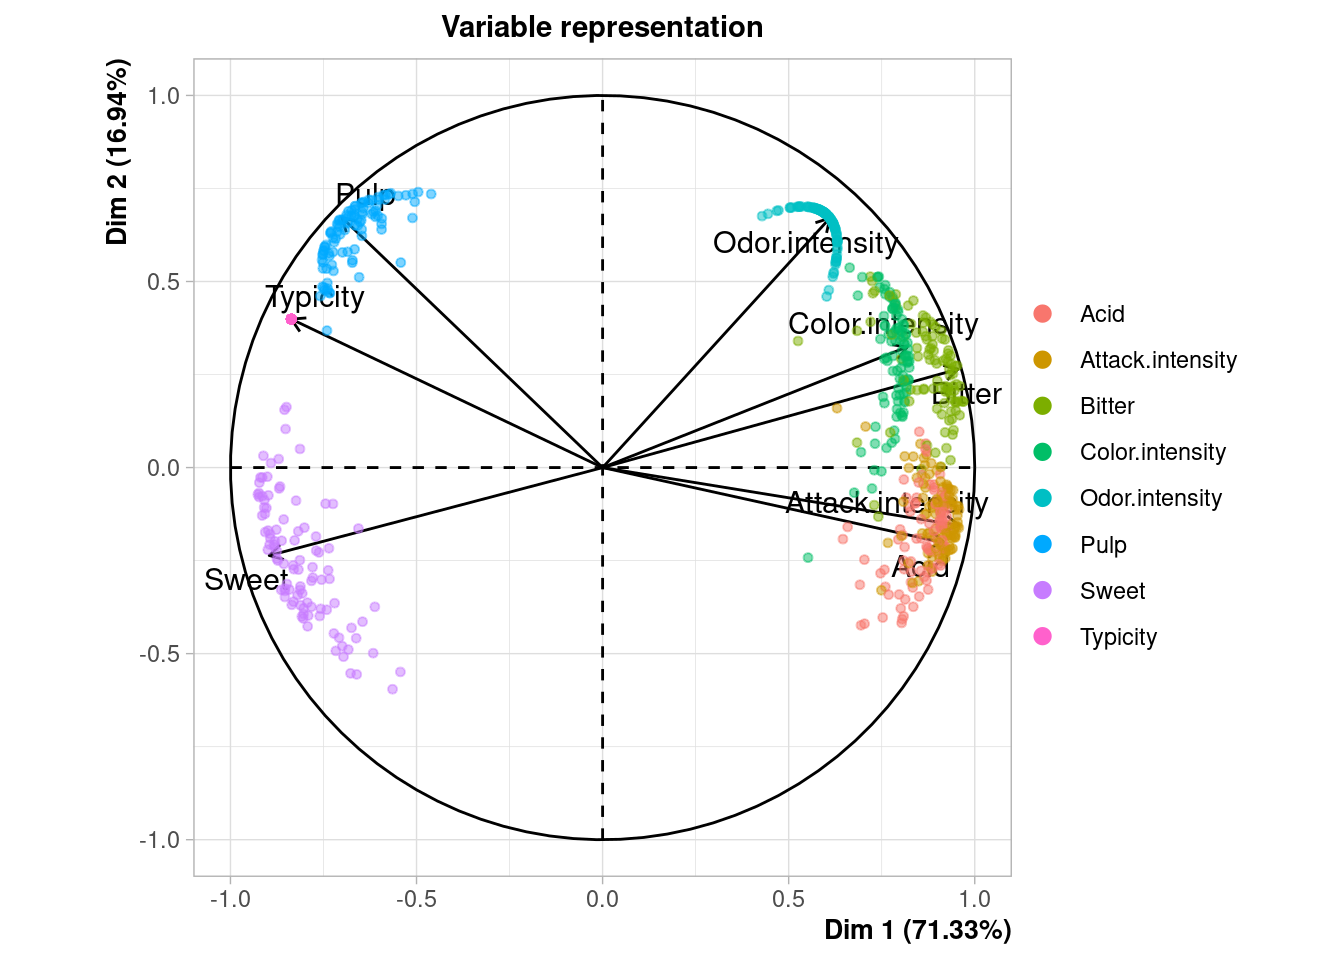 Variable representation
Dim 2 (16.94%)
1.0
0.5
0.0
-0.5
-1.0
Pulp
Typicity
Sweet
Odor.intensity
Color.intensity
Bitter
Attack.intensity
Acid
-1.0
-0.5
0.0
0.5
1.0
Dim 1 (71.33%)
Acid
Attack.intensity
Bitter
Color.intensity
Odor.intensity
Pulp
Sweet
Typicity